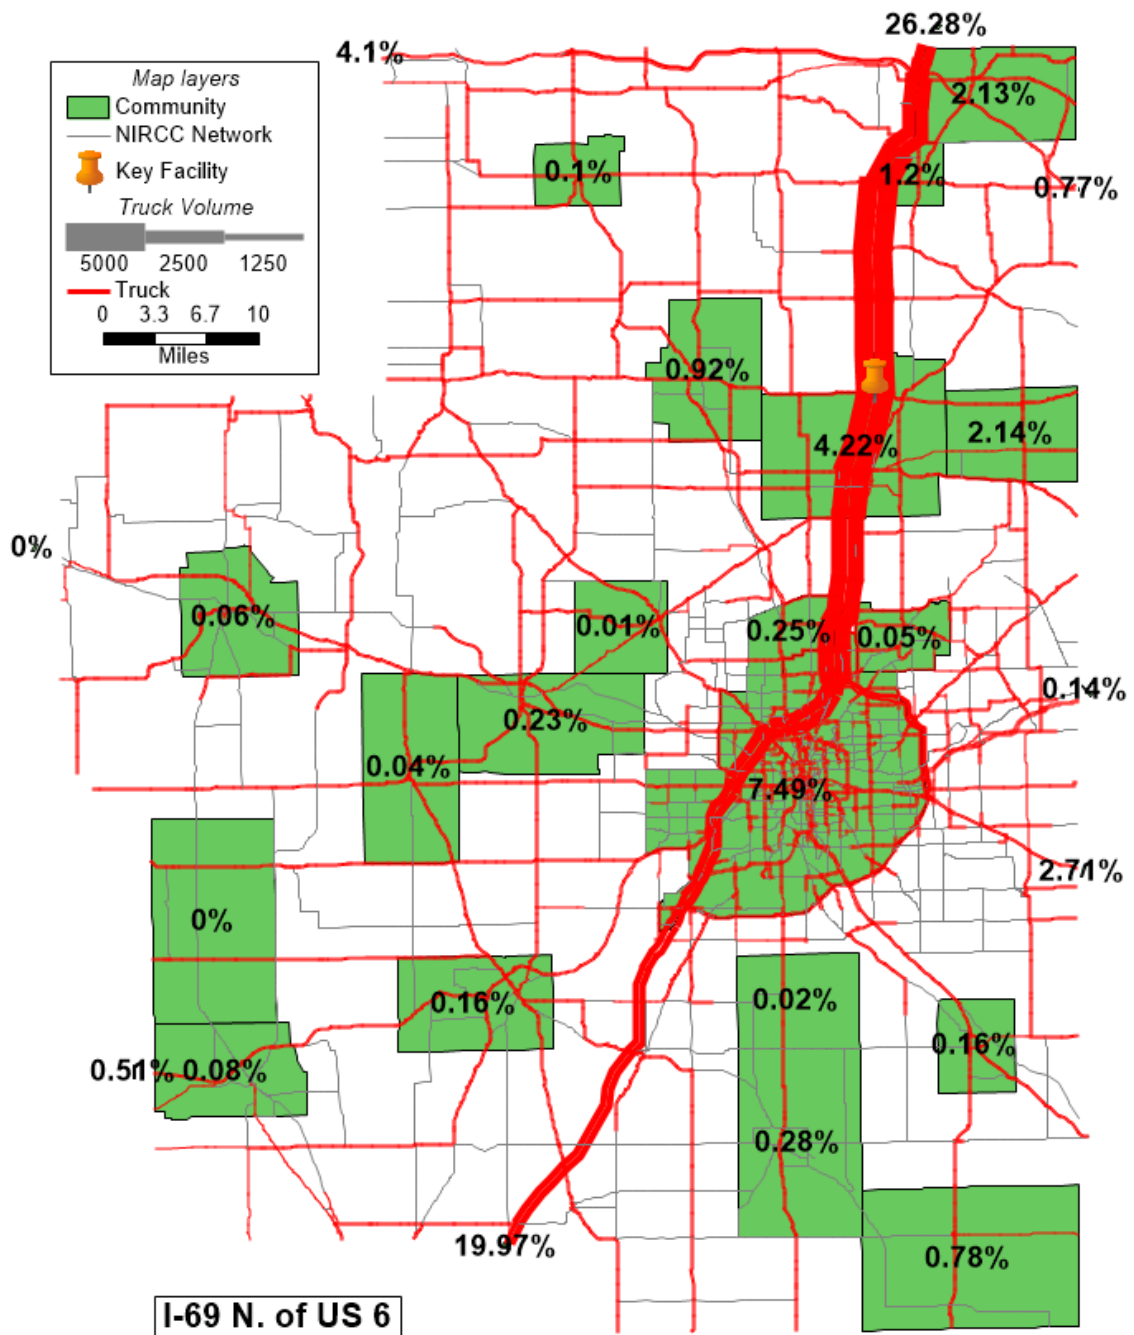 26.28%
4.1%
Map layers
Community
NIRCC Network
Key Facility
Truck Volume
5000 2500 1250
Truck
0 3.3 6.7 10
Miles
2.13%
0.1%
1.2%
0.77%
0.92%
4.22%
2.14%
0%
0.06%
0.01%
0.25%
0.05%
0.14%
0.23%
0.04%
7.49%
2.71%
0%
0.16%
0.02%
0.16%
0.51% 0.08%
0.28%
19.97%
0.78%
I-69 N. of US 6